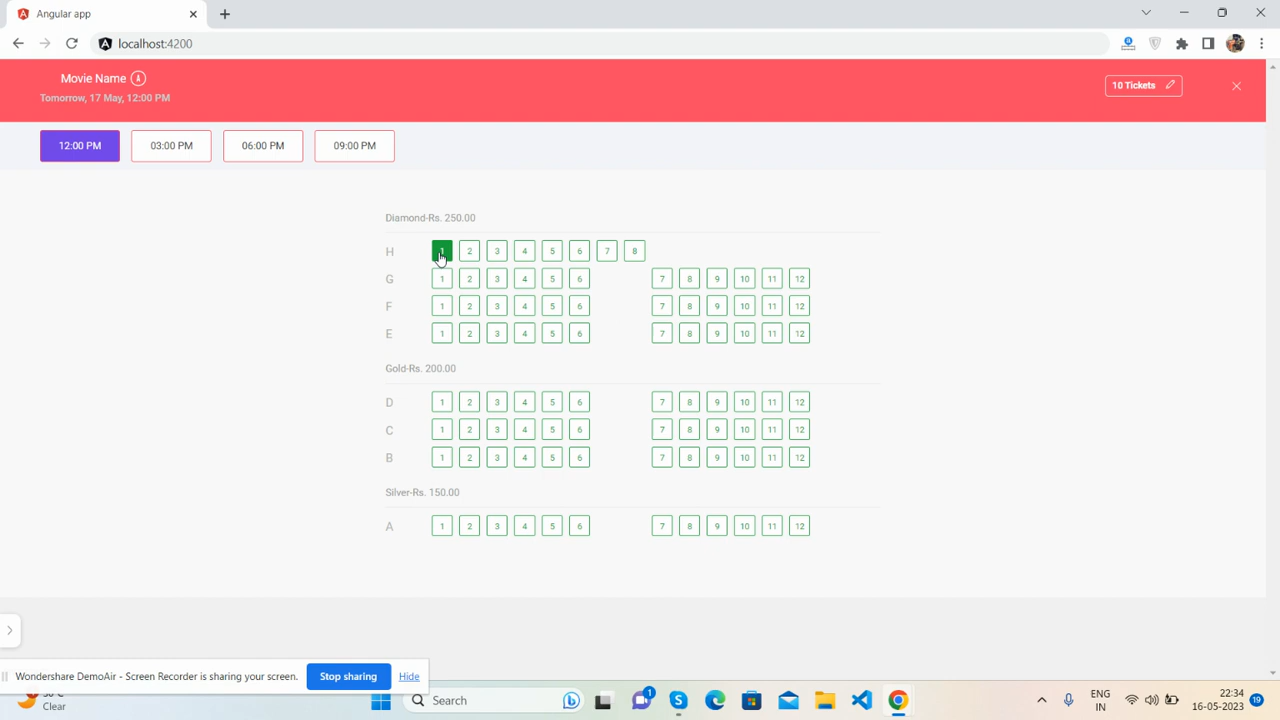 Angular app
localhost:4200
Movie Name A
Tomorrow, 17 May, 12:00 PM
10 Tickets
12:00 PM 03:00 PM 06:00 PM 09:00 PM
Diamond-Rs. 250.00
H 1 2 3 4 5 6 7 8
G 1 2 3 4 5 6 7 8 9 10 11 12
F 1 2 3 4 5 6 7 8 9 10 11 12
E 1 2 3 4 5 6 7 8 9 10 11 12
Gold-Rs. 200.00
D 1 2 3 4 5 6 7 8 9 10 11 12
C 1 2 3 4 5 6 7 8 9 10 11 12
B 1 2 3 4 5 6 7 8 9 10 11 12
Silver-Rs. 150.00
A 1 2 3 4 5 6 7 8 9 10 11 12
Wondershare DemoAir - Screen Recorder is sharing your screen. Stop sharing Hide
Clear
Search
1
ENG
IN
22:34
16-05-2023
19